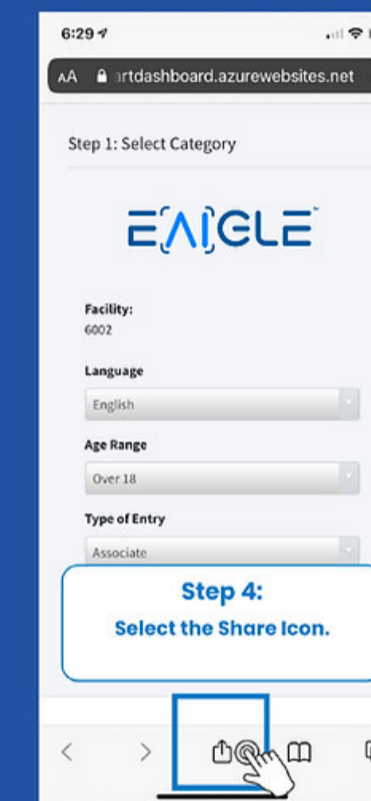 6:29
AA artdashboard.azurewebsites.net
Step 1: Select Category
EAIGLE
Facility:
6002
Language
English
Age Range
Over 18
Type of Entry
Associate
Step 4:
Select the Share Icon.